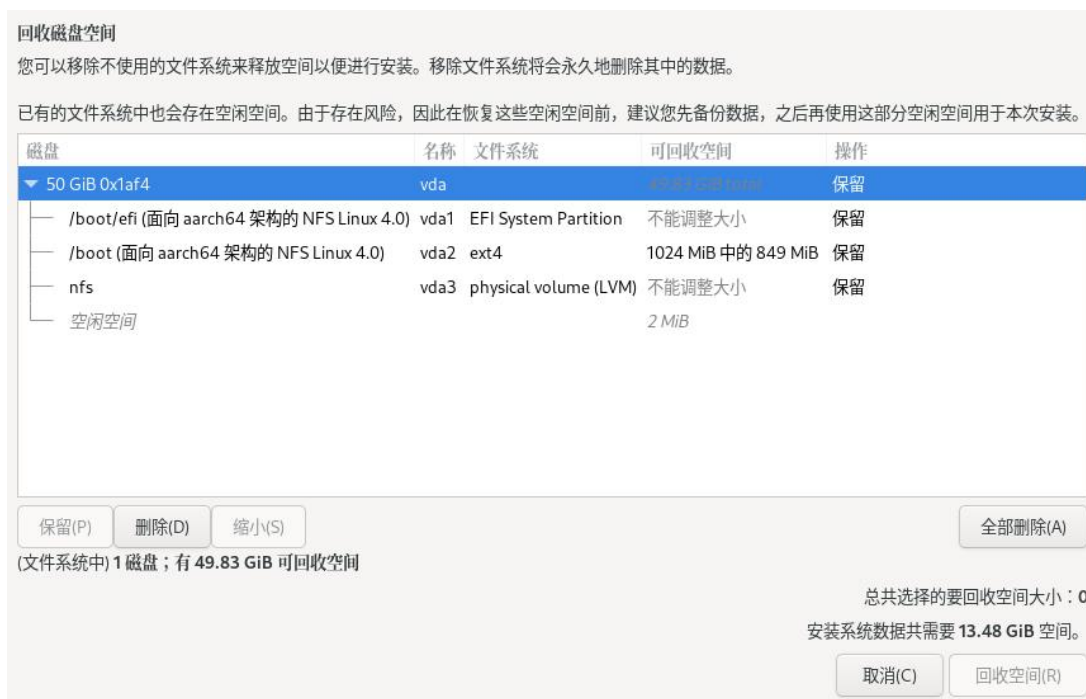 回收磁盘空间
您可以移除不使用的文件系统来释放空间以便进行安装。移除文件系统将会永久地删除其中的数据。
已有的文件系统中也会存在空闲空间。由于存在风险，因此在恢复这些空闲空间前，建议您先备份数据，之后再使用这部分空闲空间用于本次安装。
磁盘 名称 文件系统 可回收空间 操作
50 GiB 0x1af4 vda 49.83 GiB total 保留
/boot/efi (面向 aarch64 架构的 NFS Linux 4.0) vda1 EFI System Partition 不能调整大小 保留
/boot (面向 aarch64 架构的 NFS Linux 4.0) vda2 ext4 1024 MiB 中的 849 MiB 保留
nfs vda3 physical volume (LVM) 不能调整大小 保留
空闲空间 2 MiB
保留(P) 删除(D) 缩小(S) 全部删除(A)
(文件系统中) 1 磁盘；有 49.83 GiB 可回收空间
总共选择的要回收空间大小：0
安装系统数据共需要 13.48 GiB 空间。
取消(C) 回收空间(R)